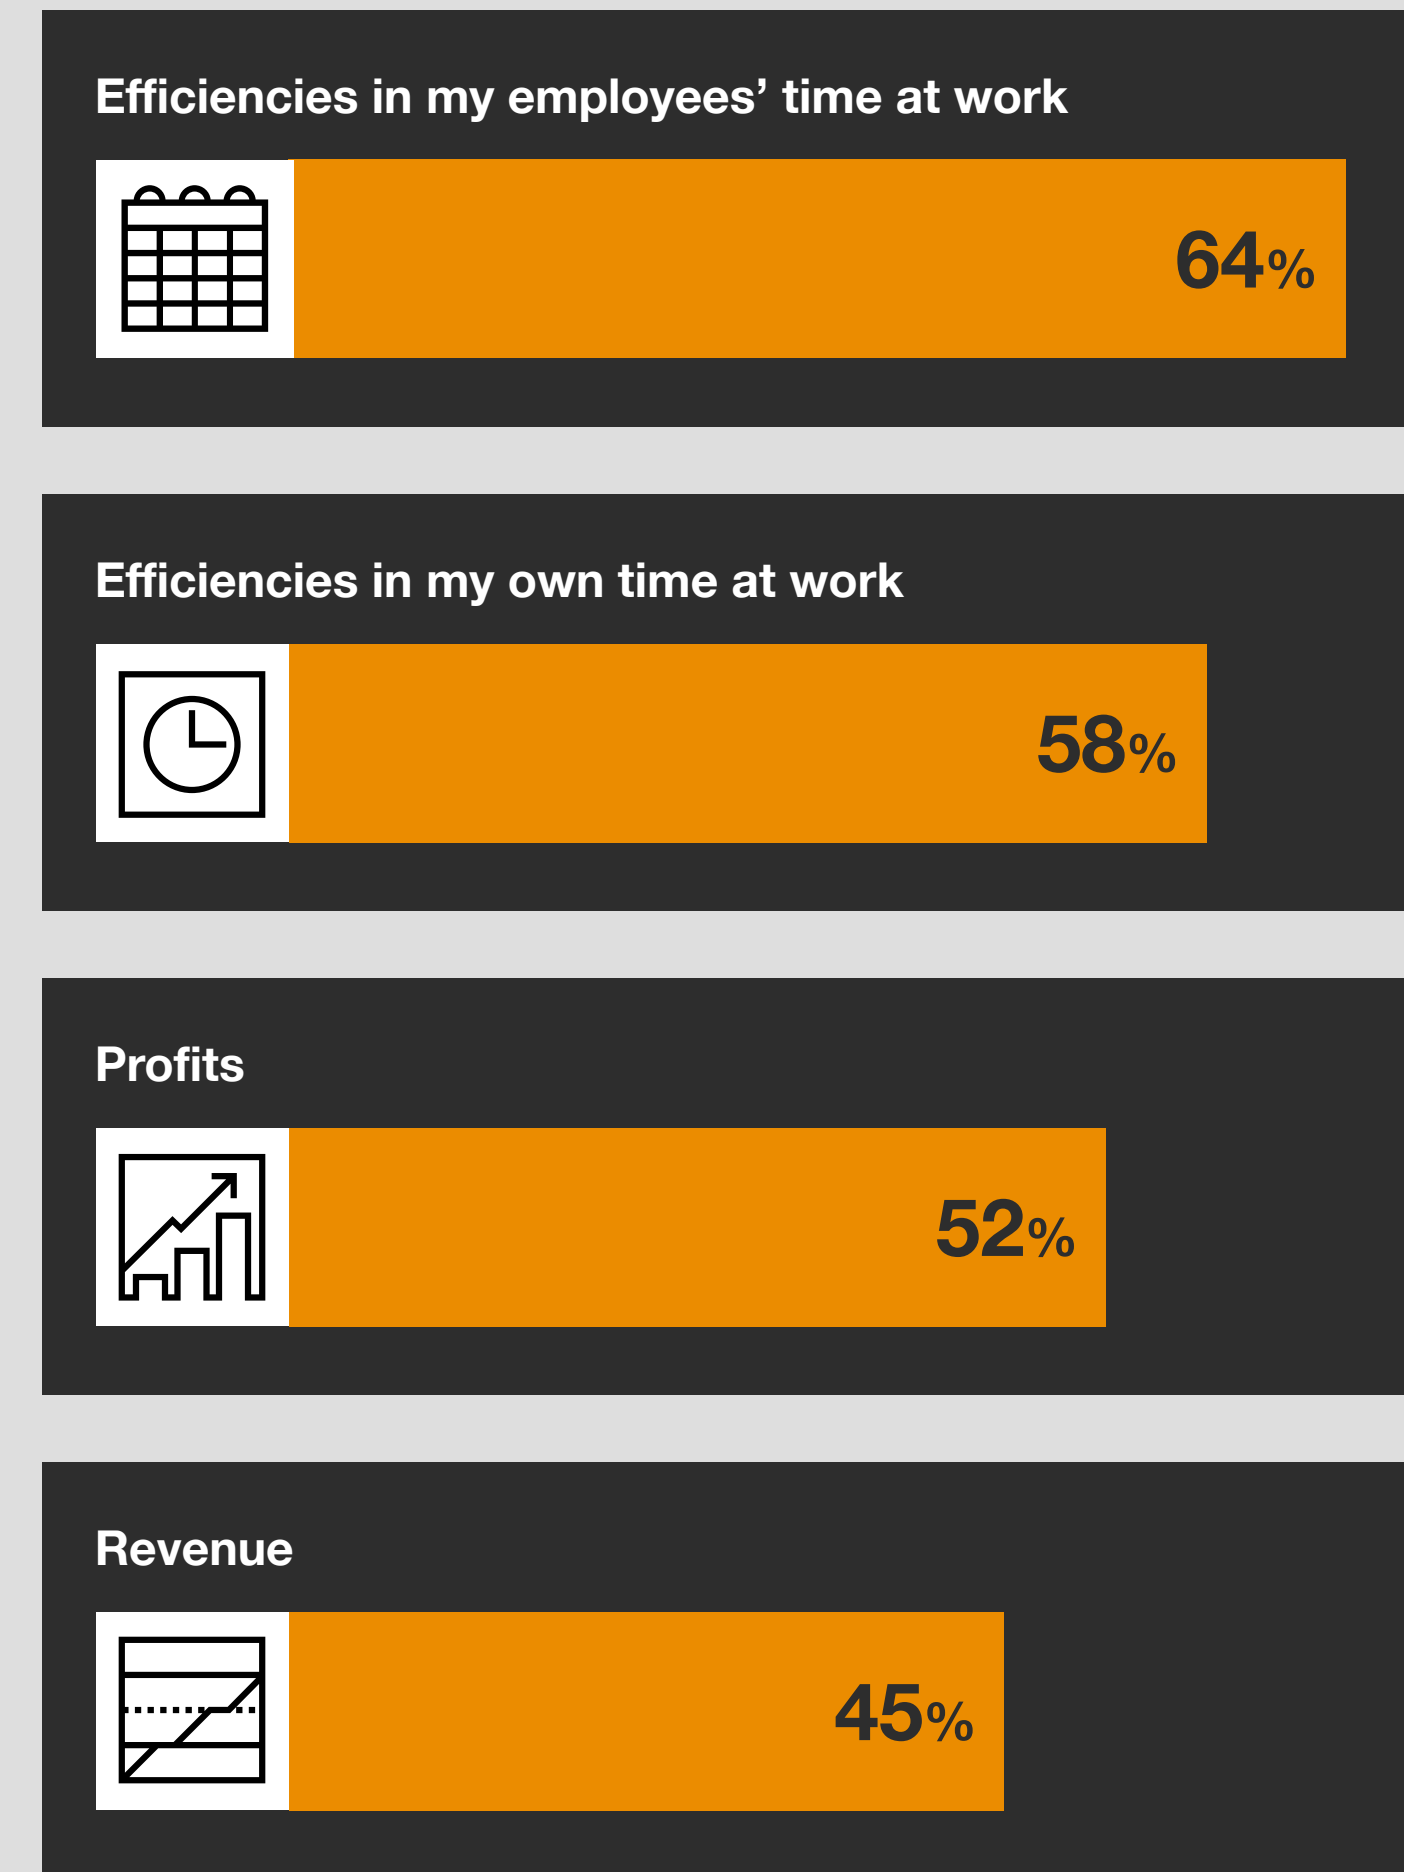 Efficiencies in my employees’ time at work
64%
Efficiencies in my own time at work
58%
Profits
52%
Revenue
45%